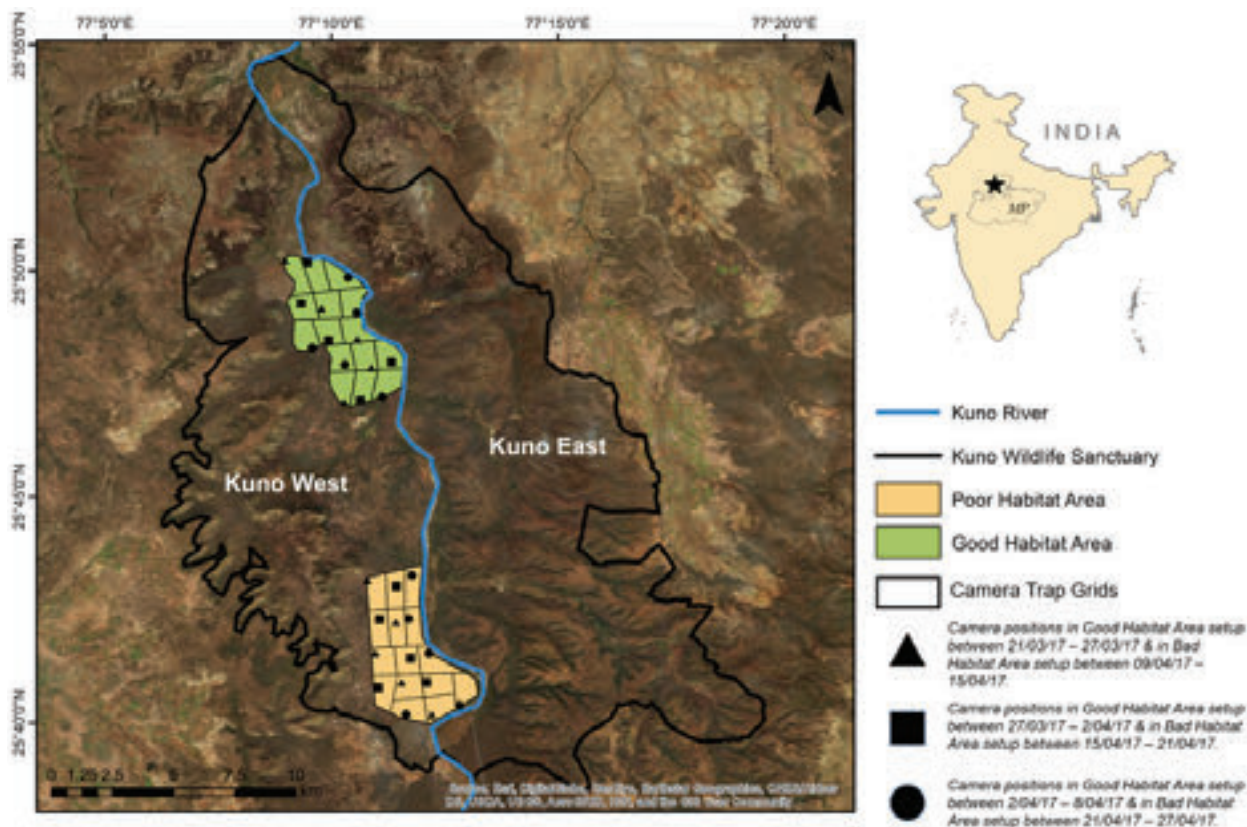 77°5'0"E 77°10'0"E 77°15'0"E 77°20'0"E
25°55'0"N
25°50'0"N
25°45'0"N
25°40'0"N
N
Kuno West
Kuno East
0 1.25 2.5 5 7.5 10
km
INDIA
MP
Kuno River
Kuno Wildlife Sanctuary
Poor Habitat Area
Good Habitat Area
Camera Trap Grids
Camera positions in Good Habitat Area setup
between 21/03/17 – 27/03/17 & in Bad
Habitat Area setup between 09/04/17 –
15/04/17.
Camera positions in Good Habitat Area setup
between 27/03/17 – 2/04/17 & in Bad Habitat
Area setup between 15/04/17 – 21/04/17.
Camera positions in Good Habitat Area setup
between 2/04/17 – 8/04/17 & in Bad Habitat
Area setup between 21/04/17 – 27/04/17.